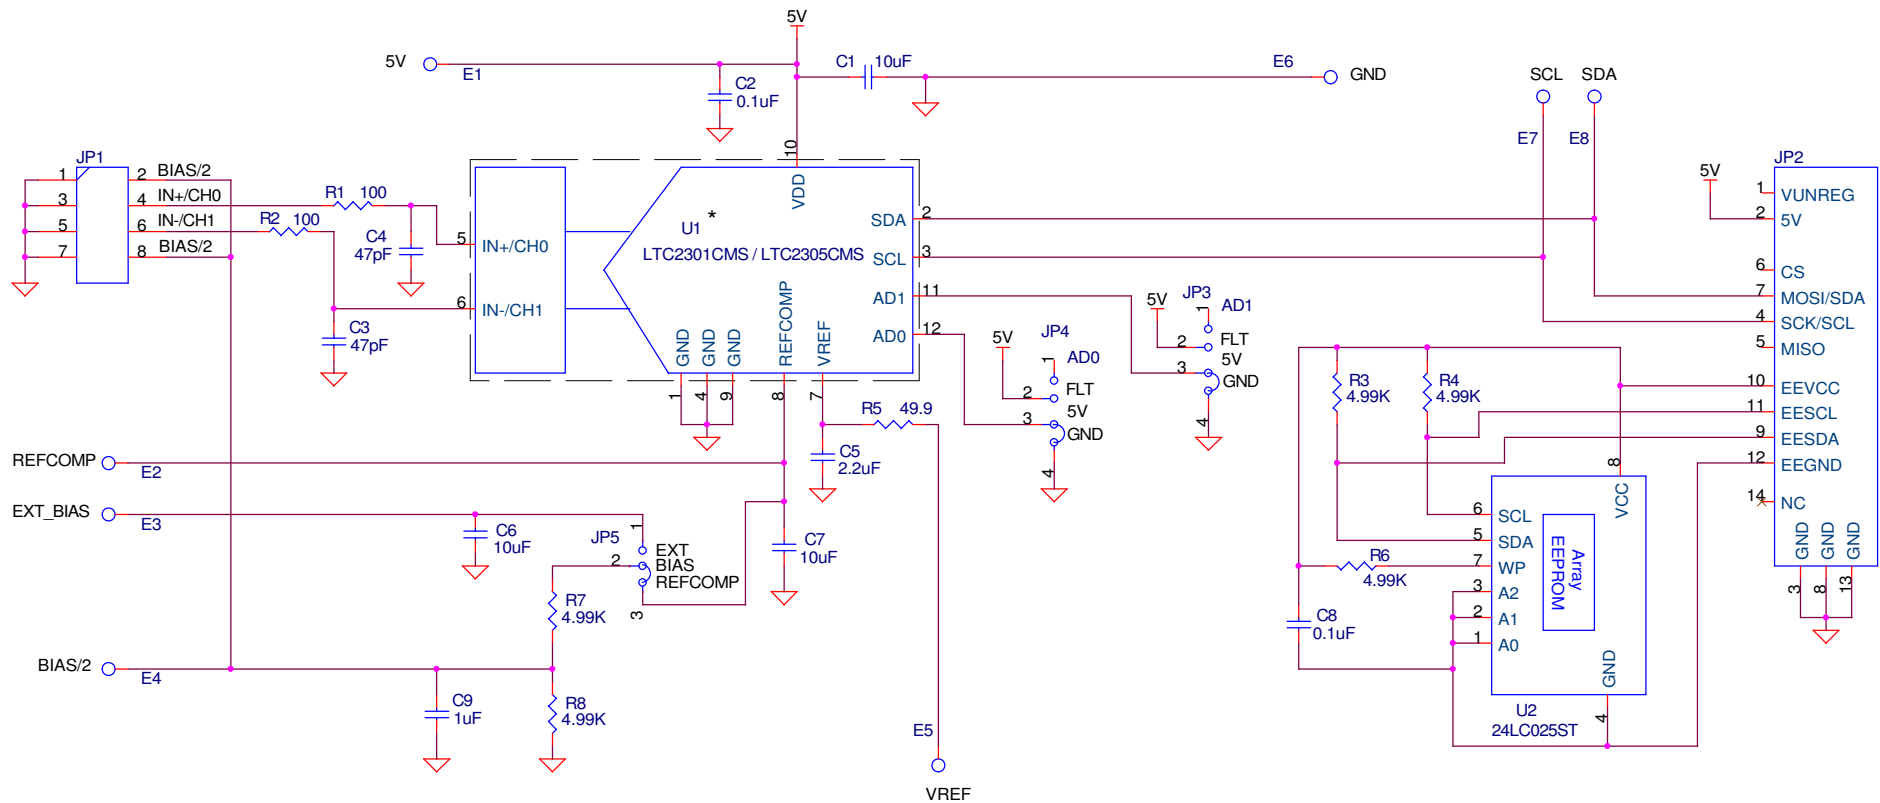 5V
5V
E1
C1 10uF
E6
GND
SCL SDA
C2
0.1uF
E7
E8
10
JP1
1
3
5
7
2
4
6
8
BIAS/2
IN+/CH0
IN-/CH1
BIAS/2
R1 100
R2 100
C4
47pF
C3
47pF
5
6
IN+/CH0
IN-/CH1
VDD
U1 *
LTC2301CMS / LTC2305CMS
SDA
SCL
AD1
AD0
2
3
11
12
GND
GND
GND
REFCOMP
VREF
1
4
9
8
7
5V
JP3
AD1
1
2
FLT
5V
3
GND
4
5V
JP4
AD0
1
2
FLT
5V
3
GND
4
R5 49.9
C5
2.2uF
REFCOMP
E2
EXT_BIAS
E3
C6
10uF
JP5
1
2
3
EXT
BIAS
REFCOMP
C7
10uF
R7
4.99K
BIAS/2
E4
C9
1uF
R8
4.99K
E5
VREF
5V
JP2
1
2
6
7
4
5
10
11
9
12
14
VUNREG
5V
CS
MOSI/SDA
SCK/SCL
MISO
EEVCC
EESCL
EESDA
EEGND
NC
GND
GND
GND
3
8
13
R3
4.99K
R4
4.99K
R6
4.99K
C8
0.1uF
8
VCC
6
5
7
3
2
1
SCL
SDA
WP
A2
A1
A0
Array
EEPROM
GND
4
U2
24LC025ST